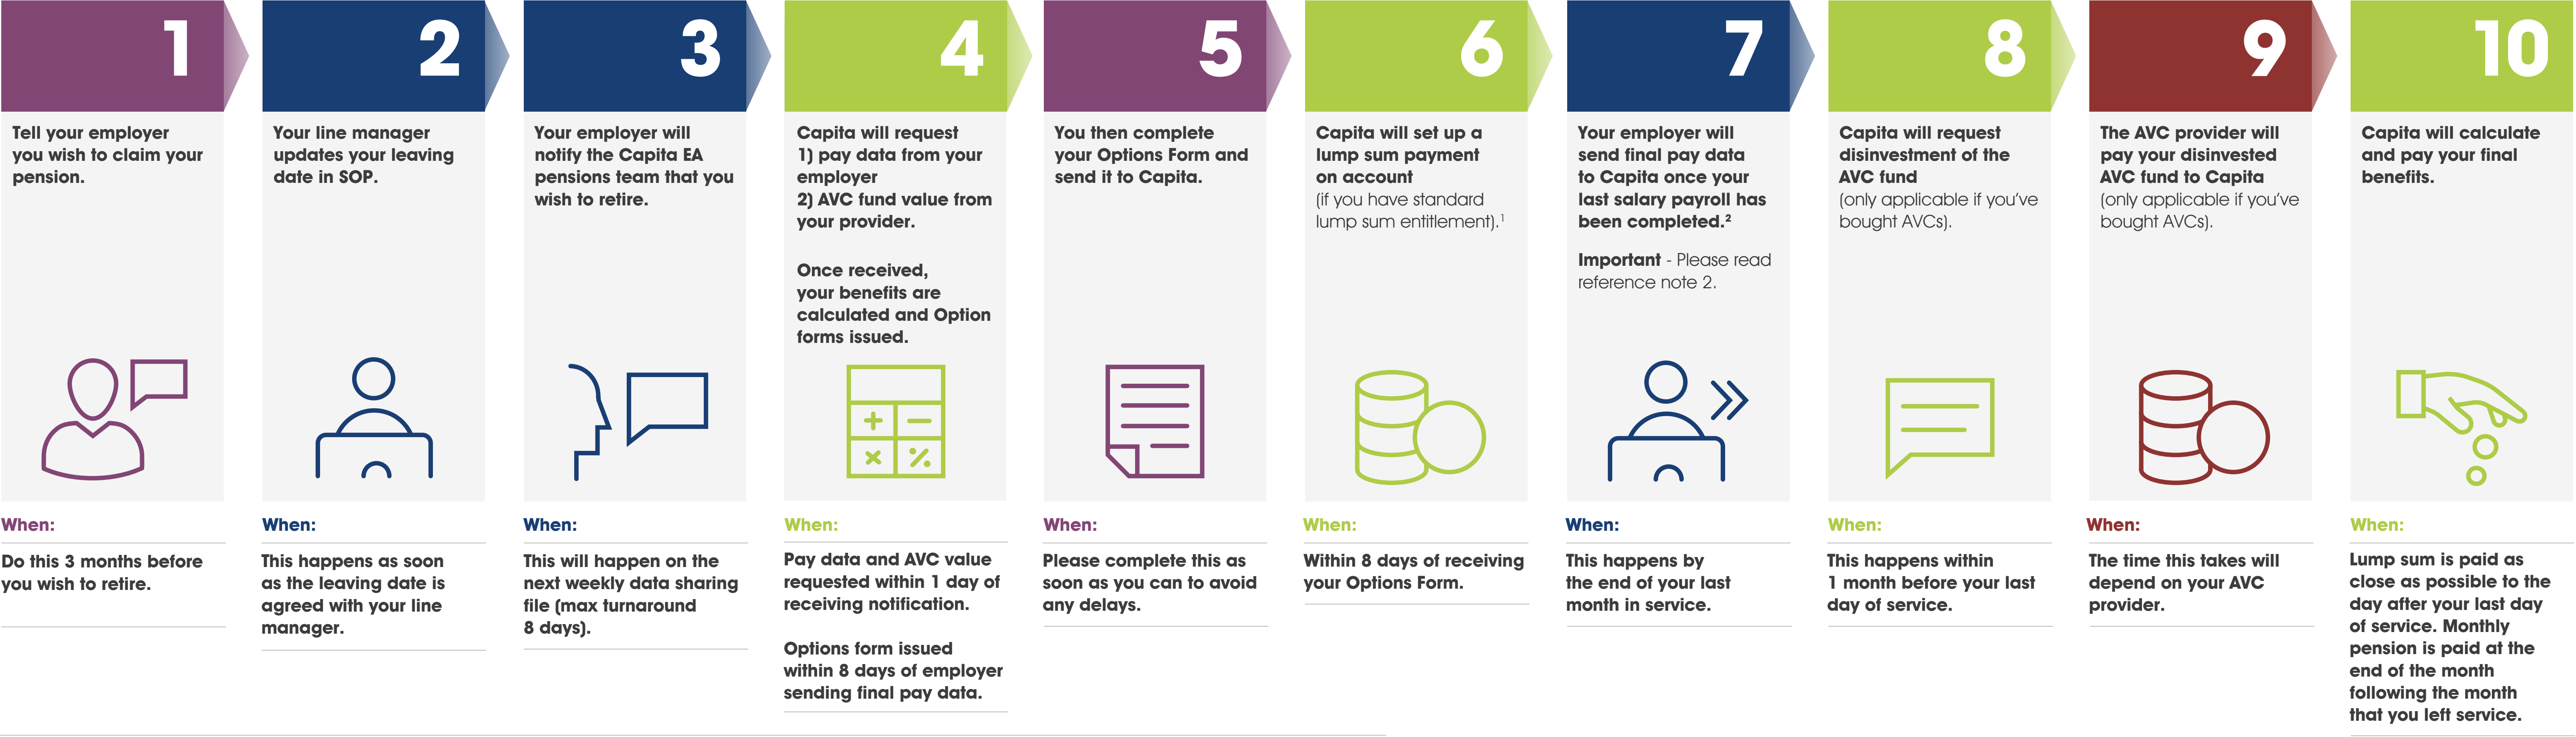 1
Tell your employer
you wish to claim your
pension.
When:
Do this 3 months before
you wish to retire.
2
Your line manager
updates your leaving
date in SOP.
When:
This happens as soon
as the leaving date is
agreed with your line
manager.
3
Your employer will
notify the Capita EA
pensions team that you
wish to retire.
When:
This will happen on the
next weekly data sharing
file (max turnaround
8 days).
4
Capita will request
1) pay data from your
employer
2) AVC fund value from
your provider.
Once received,
your benefits are
calculated and Option
forms issued.
When:
Pay data and AVC value
requested within 1 day of
receiving notification.
Options form issued
within 8 days of employer
sending final pay data.
5
You then complete
your Options Form and
send it to Capita.
When:
Please complete this as
soon as you can to avoid
any delays.
6
Capita will set up a
lump sum payment
on account
(if you have standard
lump sum entitlement).¹
When:
Within 8 days of receiving
your Options Form.
7
Your employer will
send final pay data
to Capita once your
last salary payroll has
been completed.²
Important - Please read
reference note 2.
When:
This happens by
the end of your last
month in service.
8
Capita will request
disinvestment of the
AVC fund
(only applicable if you’ve
bought AVCs).
When:
This happens within
1 month before your last
day of service.
9
The AVC provider will
pay your disinvested
AVC fund to Capita
(only applicable if you’ve
bought AVCs).
When:
The time this takes will
depend on your AVC
provider.
10
Capita will calculate
and pay your final
benefits.
When:
Lump sum is paid as
close as possible to the
day after your last day
of service. Monthly
pension is paid at the
end of the month
following the month
that you left service.